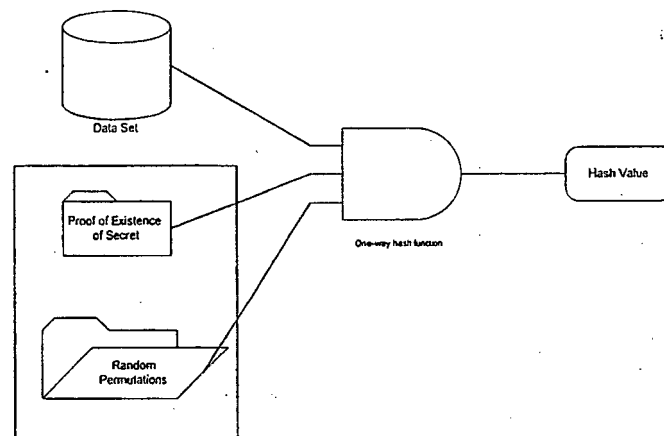 Data Set
Proof of Existence
of Secret
Random
Permutations
One-way hash function
Hash Value